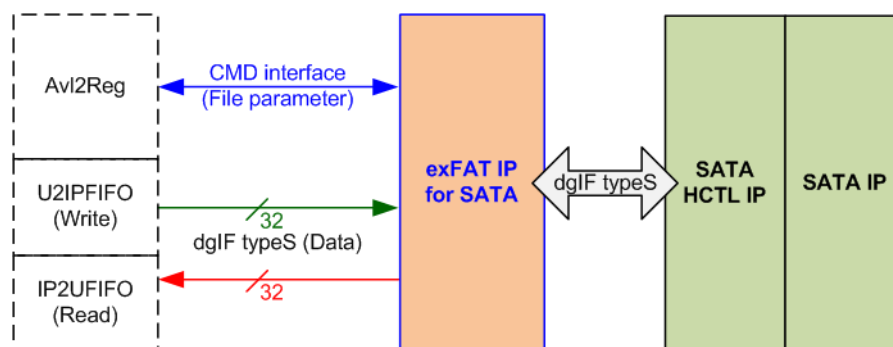 Avl2Reg
CMD interface
(File parameter)
U2IPFIFO
(Write)
32
dgIF typeS (Data)
IP2UFIFO
(Read)
32
exFAT IP
for SATA
dgIF typeS
SATA
HCTL IP
SATA IP